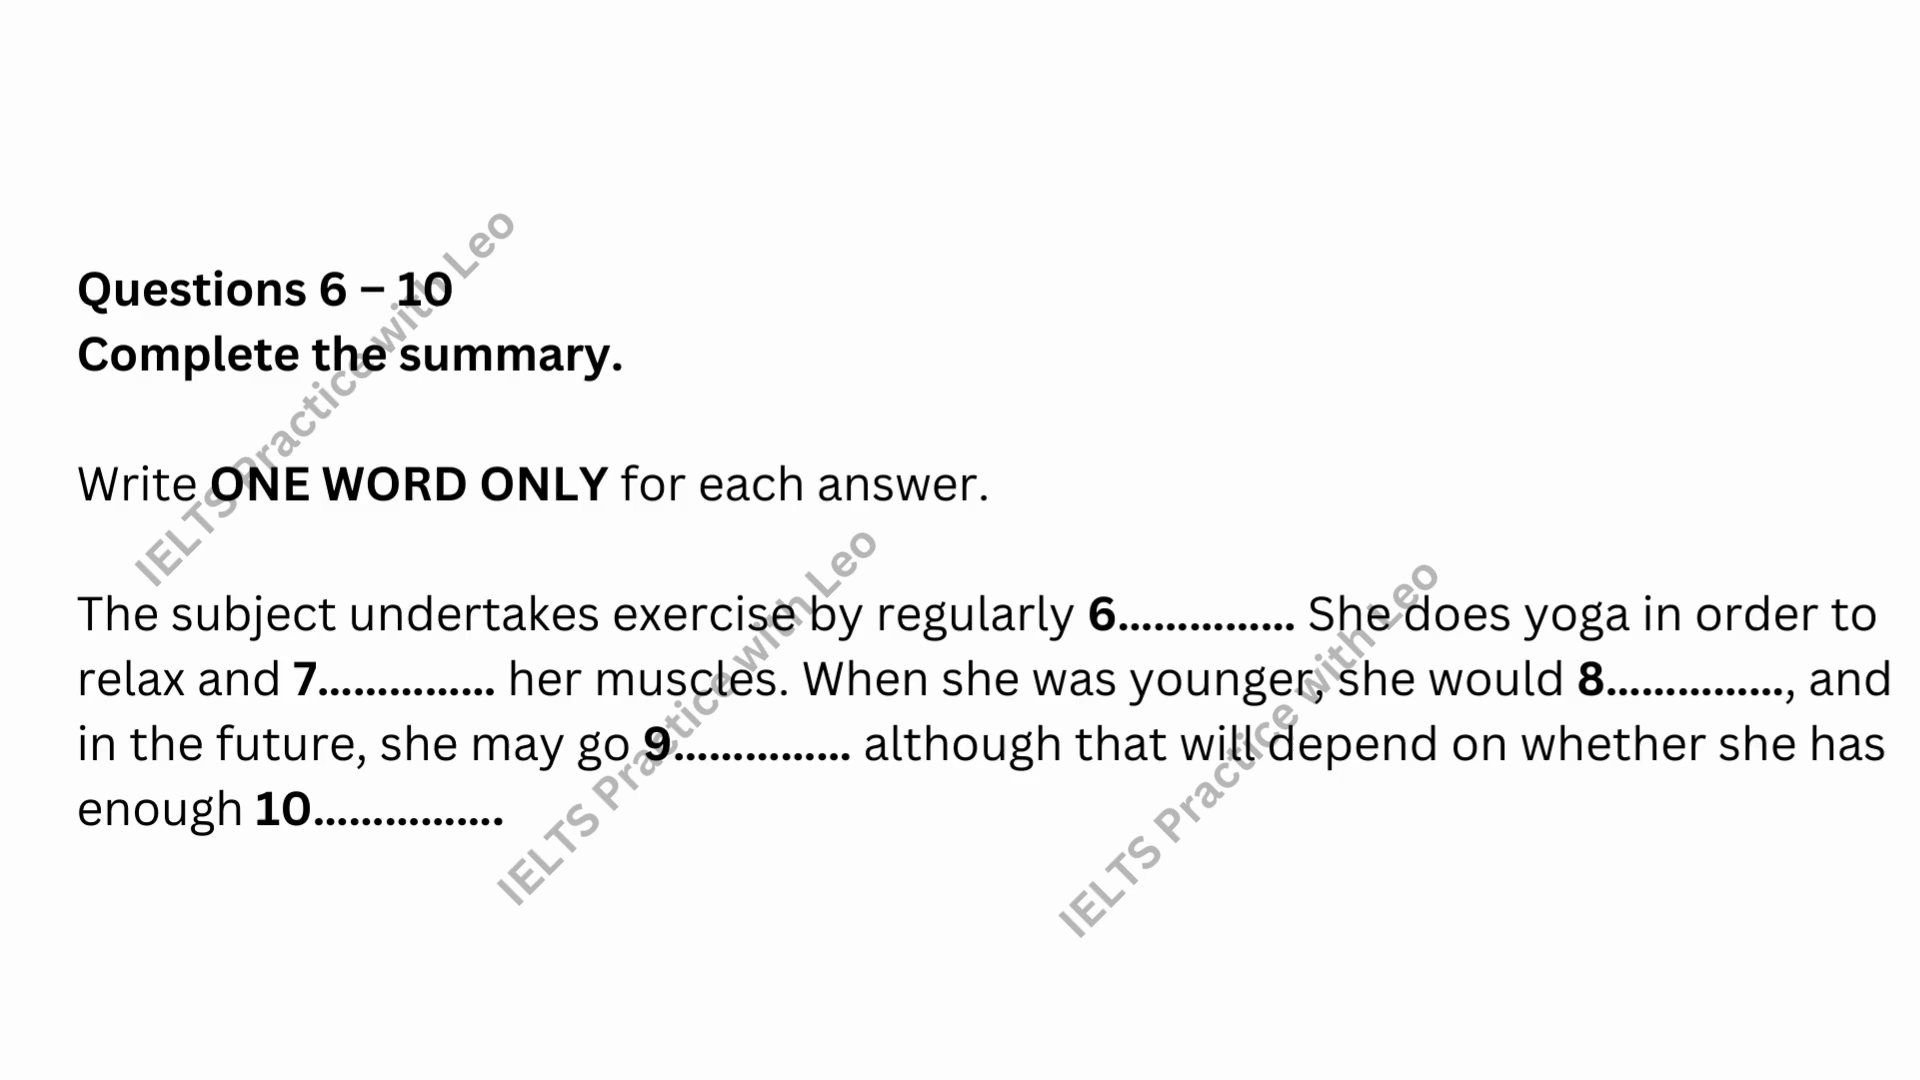 Questions 6 – 10
Complete the summary.
Write ONE WORD ONLY for each answer.
The subject undertakes exercise by regularly 6............... She does yoga in order to
relax and 7............... her muscles. When she was younger, she would 8..............., and
in the future, she may go 9............... although that will depend on whether she has
enough 10................
IELTS Practice with Leo
IELTS Practice with Leo
IELTS Practice with Leo